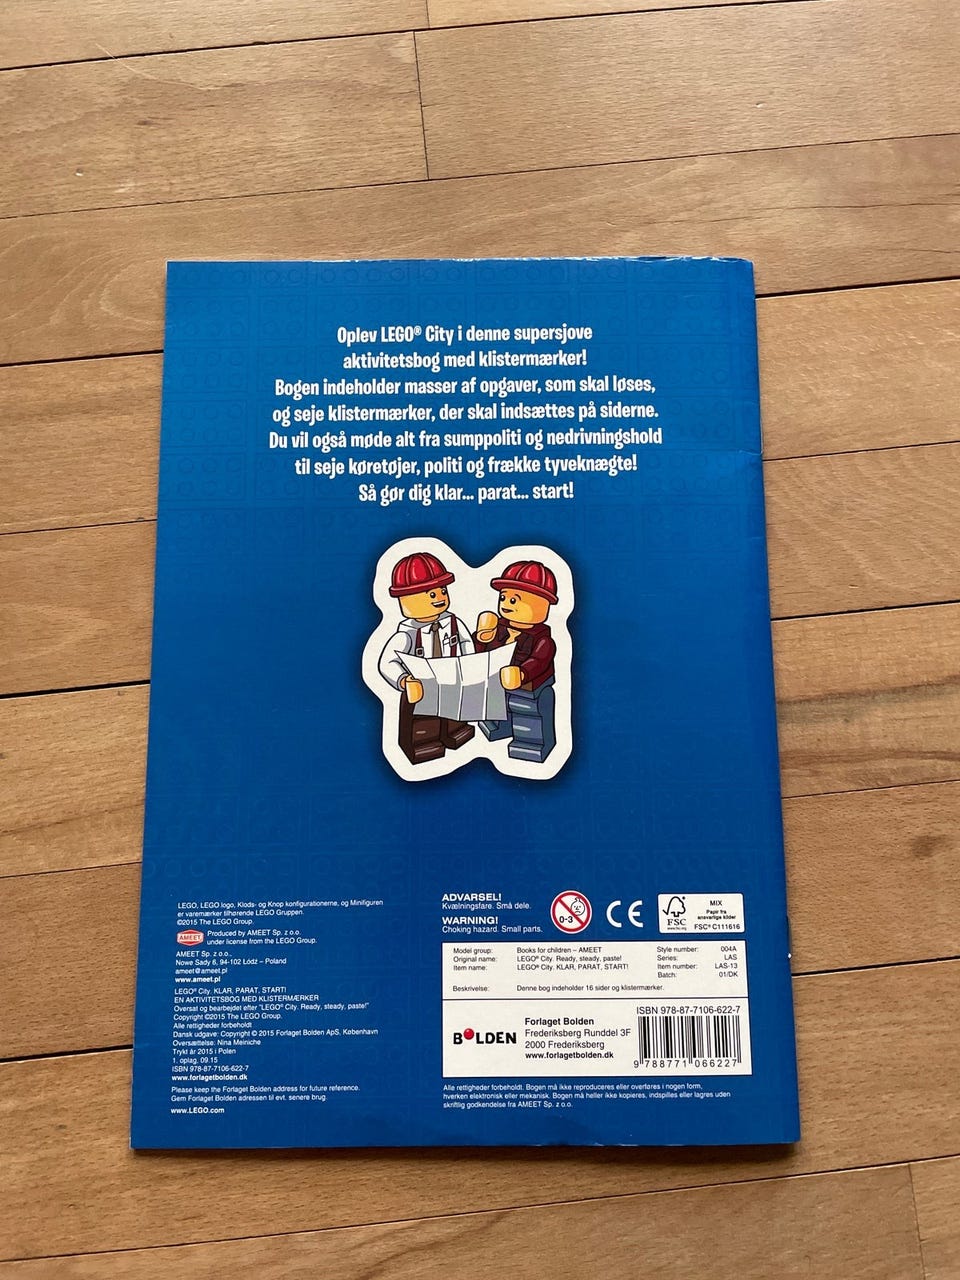 Oplev LEGO® City i denne supersjove
aktivitetsbog med klistermærker!
Bogen indeholder masser af opgaver, som skal løses,
og seje klistermærker, der skal indsættes på siderne.
Du vil også møde alt fra sumppoliti og nedrivningshold
til seje køretøjer, politi og frække tyveknægte!
Så gør dig klar... parat... start!
LEGO, LEGO logo, Klods- og Knop konfigurationerne, og Minifiguren
er varemærker tilhørende LEGO Gruppen.
©2015 The LEGO Group.
AMEET
Produced by AMEET Sp. z o.o.
under license from the LEGO Group.
AMEET Sp. z o.o.,
Nowe Sady 6, 94-102 Łódź – Poland
ameet@ameet.pl
www.ameet.pl
LEGO® City. KLAR, PARAT, START!
EN AKTIVITETSBOG MED KLISTERMÆRKER
Oversat og bearbejdet efter "LEGO® City. Ready, steady, paste!"
Copyright ©2015 The LEGO Group.
Alle rettigheder forbeholdt
Dansk udgave: Copyright © 2015 Forlaget Bolden ApS, København
Oversættelse: Nina Meiniche
Trykt år 2015 i Polen
1. oplag, 09.15
ISBN 978-87-7106-622-7
www.forlagetbolden.dk
Please keep the Forlaget Bolden address for future reference.
Gem Forlaget Bolden adressen til evt. senere brug.
www.LEGO.com
ADVARSEL!
Kvælningsfare. Små dele.
WARNING!
Choking hazard. Small parts.
0-3
CE
FSC
www.fsc.org
MIX
Papir fra
ansvarlige kilder
FSC® C111616
Model group: Books for children – AMEET Style number: 004A
Original name: LEGO® City. Ready, steady, paste! Series: LAS
Item name: LEGO® City. KLAR, PARAT, START! Item number: LAS-13
Batch: 01/DK
Beskrivelse: Denne bog indeholder 16 sider og klistermærker.
BOLDEN
Forlaget Bolden
Frederiksberg Runddel 3F
2000 Frederiksberg
www.forlagetbolden.dk
ISBN 978-87-7106-622-7
9 788771 066227
Alle rettigheder forbeholdt. Bogen må ikke reproduceres eller overføres i nogen form,
hverken elektronisk eller mekanisk. Bogen må heller ikke kopieres, indspilles eller lagres uden
skriftlig godkendelse fra AMEET Sp. z o.o.